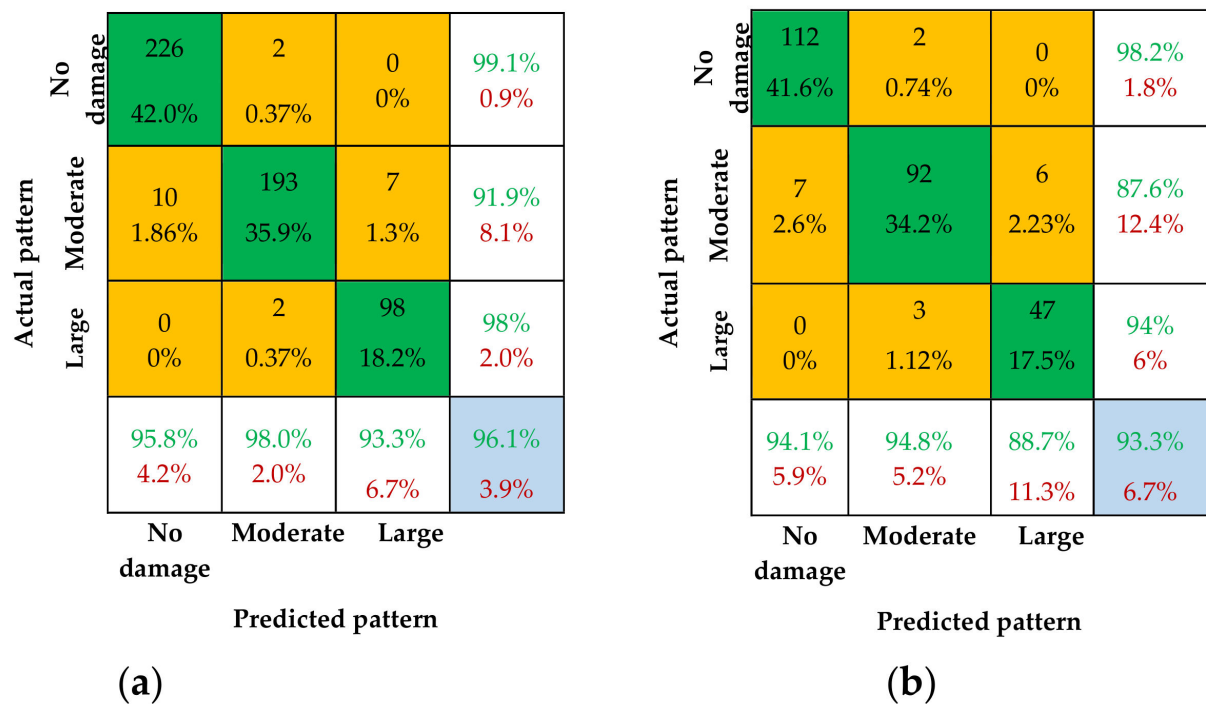 No
damage
226
42.0%
2
0.37%
0
0%
99.1%
0.9%
Actual pattern
Moderate
10
1.86%
193
35.9%
7
1.3%
91.9%
8.1%
Large
0
0%
2
0.37%
98
18.2%
98%
2.0%
95.8%
4.2%
98.0%
2.0%
93.3%
6.7%
96.1%
3.9%
No
damage
Moderate
Large
Predicted pattern
(a)
No
damage
112
41.6%
2
0.74%
0
0%
98.2%
1.8%
Actual pattern
Moderate
7
2.6%
92
34.2%
6
2.23%
87.6%
12.4%
Large
0
0%
3
1.12%
47
17.5%
94%
6%
94.1%
5.9%
94.8%
5.2%
88.7%
11.3%
93.3%
6.7%
No
damage
Moderate
Large
Predicted pattern
(b)